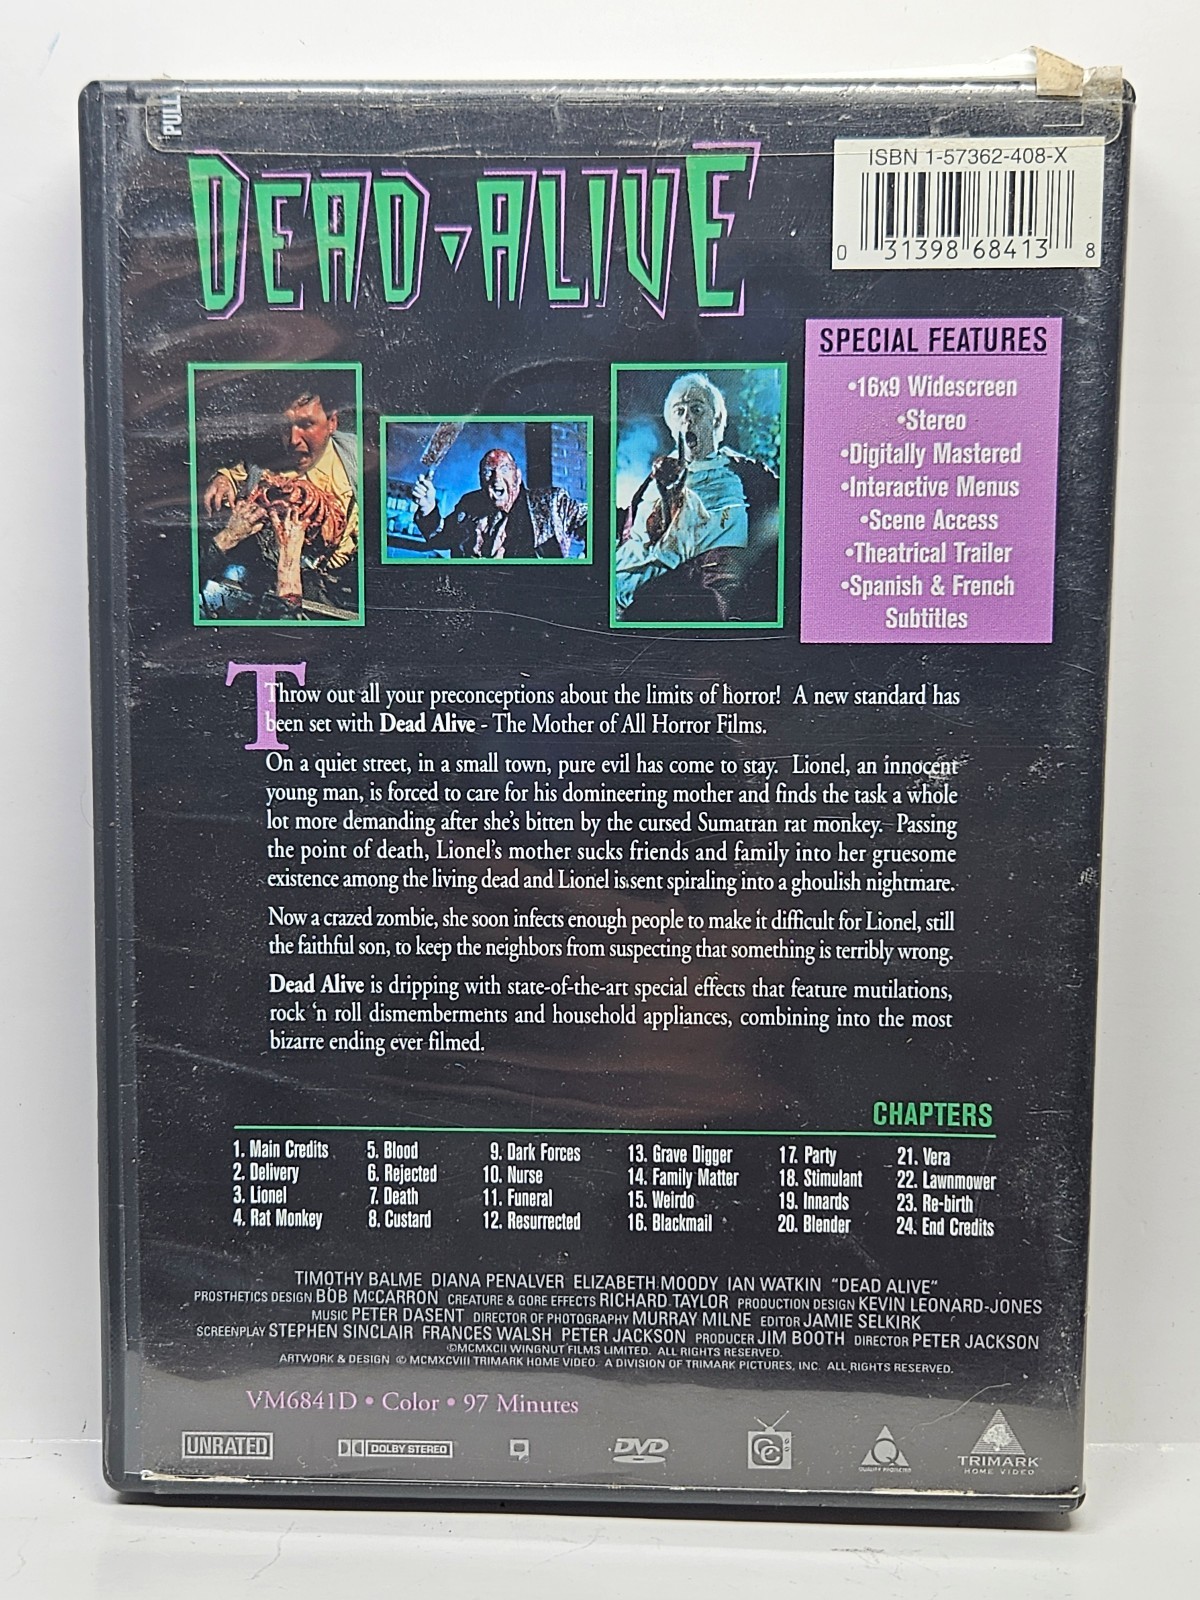 PULL
ISBN 1-57362-408-X
0 31398 68413 8
DEAD ALIVE
SPECIAL FEATURES
•16x9 Widescreen
•Stereo
•Digitally Mastered
•Interactive Menus
•Scene Access
•Theatrical Trailer
•Spanish & French
Subtitles
Throw out all your preconceptions about the limits of horror! A new standard has
been set with Dead Alive - The Mother of All Horror Films.
On a quiet street, in a small town, pure evil has come to stay. Lionel, an innocent
young man, is forced to care for his domineering mother and finds the task a whole
lot more demanding after she's bitten by the cursed Sumatran rat monkey. Passing
the point of death, Lionel's mother sucks friends and family into her gruesome
existence among the living dead and Lionel is sent spiraling into a ghoulish nightmare.
Now a crazed zombie, she soon infects enough people to make it difficult for Lionel, still
the faithful son, to keep the neighbors from suspecting that something is terribly wrong.
Dead Alive is dripping with state-of-the-art special effects that feature mutilations,
rock 'n roll dismemberments and household appliances, combining into the most
bizarre ending ever filmed.
CHAPTERS
1. Main Credits 5. Blood 9. Dark Forces 13. Grave Digger 17. Party 21. Vera
2. Delivery 6. Rejected 10. Nurse 14. Family Matter 18. Stimulant 22. Lawnmower
3. Lionel 7. Death 11. Funeral 15. Weirdo 19. Innards 23. Re-birth
4. Rat Monkey 8. Custard 12. Resurrected 16. Blackmail 20. Blender 24. End Credits
TIMOTHY BALME DIANA PENALVER ELIZABETH MOODY IAN WATKIN "DEAD ALIVE"
PROSTHETICS DESIGN BOB McCARRON CREATURE & GORE EFFECTS RICHARD TAYLOR PRODUCTION DESIGN KEVIN LEONARD-JONES
MUSIC PETER DASENT DIRECTOR OF PHOTOGRAPHY MURRAY MILNE EDITOR JAMIE SELKIRK
SCREENPLAY STEPHEN SINCLAIR FRANCES WALSH PETER JACKSON PRODUCER JIM BOOTH DIRECTOR PETER JACKSON
©MCMXCII WINGNUT FILMS LIMITED. ALL RIGHTS RESERVED.
ARTWORK & DESIGN © MCMXCVIII TRIMARK HOME VIDEO. A DIVISION OF TRIMARK PICTURES, INC. ALL RIGHTS RESERVED.
VM6841D • Color • 97 Minutes
UNRATED DOLBY STEREO DVD CC TRIMARK
HOME VIDEO